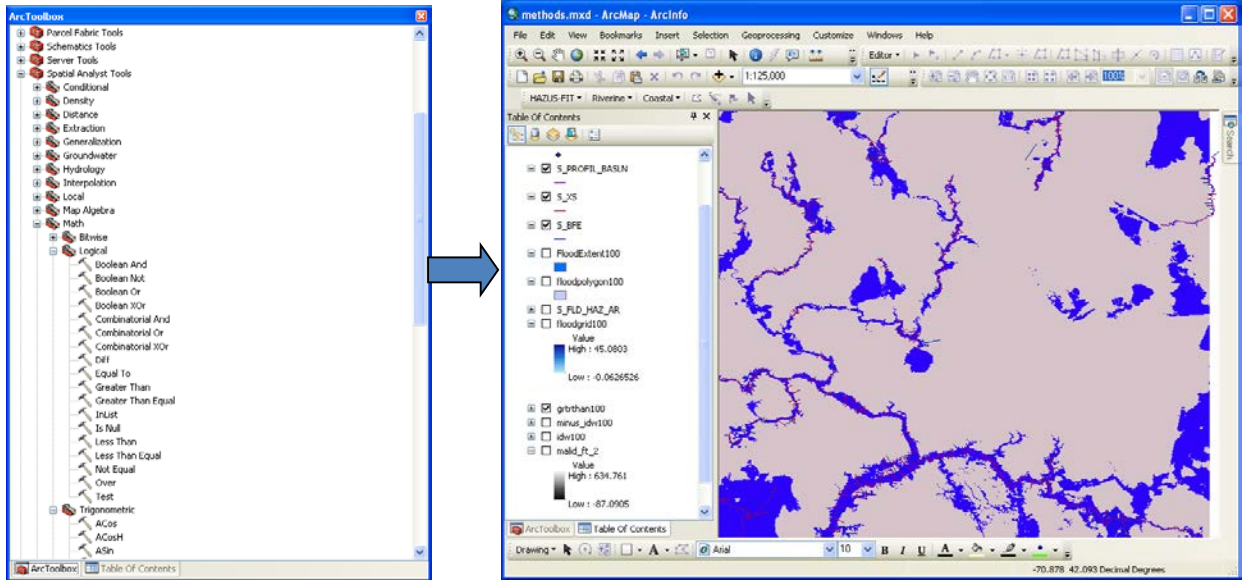 ArcToolbox
Parcel Fabric Tools
Schematics Tools
Server Tools
Spatial Analyst Tools
Conditional
Density
Distance
Extraction
Generalization
Groundwater
Hydrology
Interpolation
Local
Map Algebra
Math
Bitwise
Logical
Boolean And
Boolean Not
Boolean Or
Boolean XOr
Combinatorial And
Combinatorial Or
Combinatorial XOr
Diff
Equal To
Greater Than
Greater Than Equal
InList
Is Null
Less Than
Less Than Equal
Not Equal
Over
Test
Trigonometric
ACos
ACosH
ASin
ArcToolbox Table Of Contents
methods.mxd - ArcMap - ArcInfo
File Edit View Bookmarks Insert Selection Geoprocessing Customize Windows Help
Editor
1:125,000
100%
HAZUS-FIT Riverine Coastal
Table Of Contents
Search
S_PROFIL_BASLN
S_XS
S_BFE
FloodExtent100
floodpolygon100
S_FLD_HAZ_AR
floodgrid100
Value
High : 45.0803
Low : -0.0626526
grtrthan100
minus_idw100
idw100
malid_ft_2
Value
High : 634.761
Low : -87.0905
ArcToolbox Table Of Contents
Drawing A Arial 10 B I U A
-70.878 42.093 Decimal Degrees